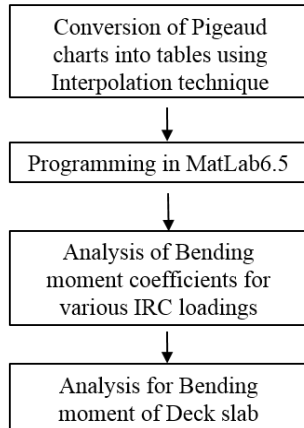 Conversion of Pigeaud
charts into tables using
Interpolation technique
Programming in MatLab6.5
Analysis of Bending
moment coefficients for
various IRC loadings
Analysis for Bending
moment of Deck slab